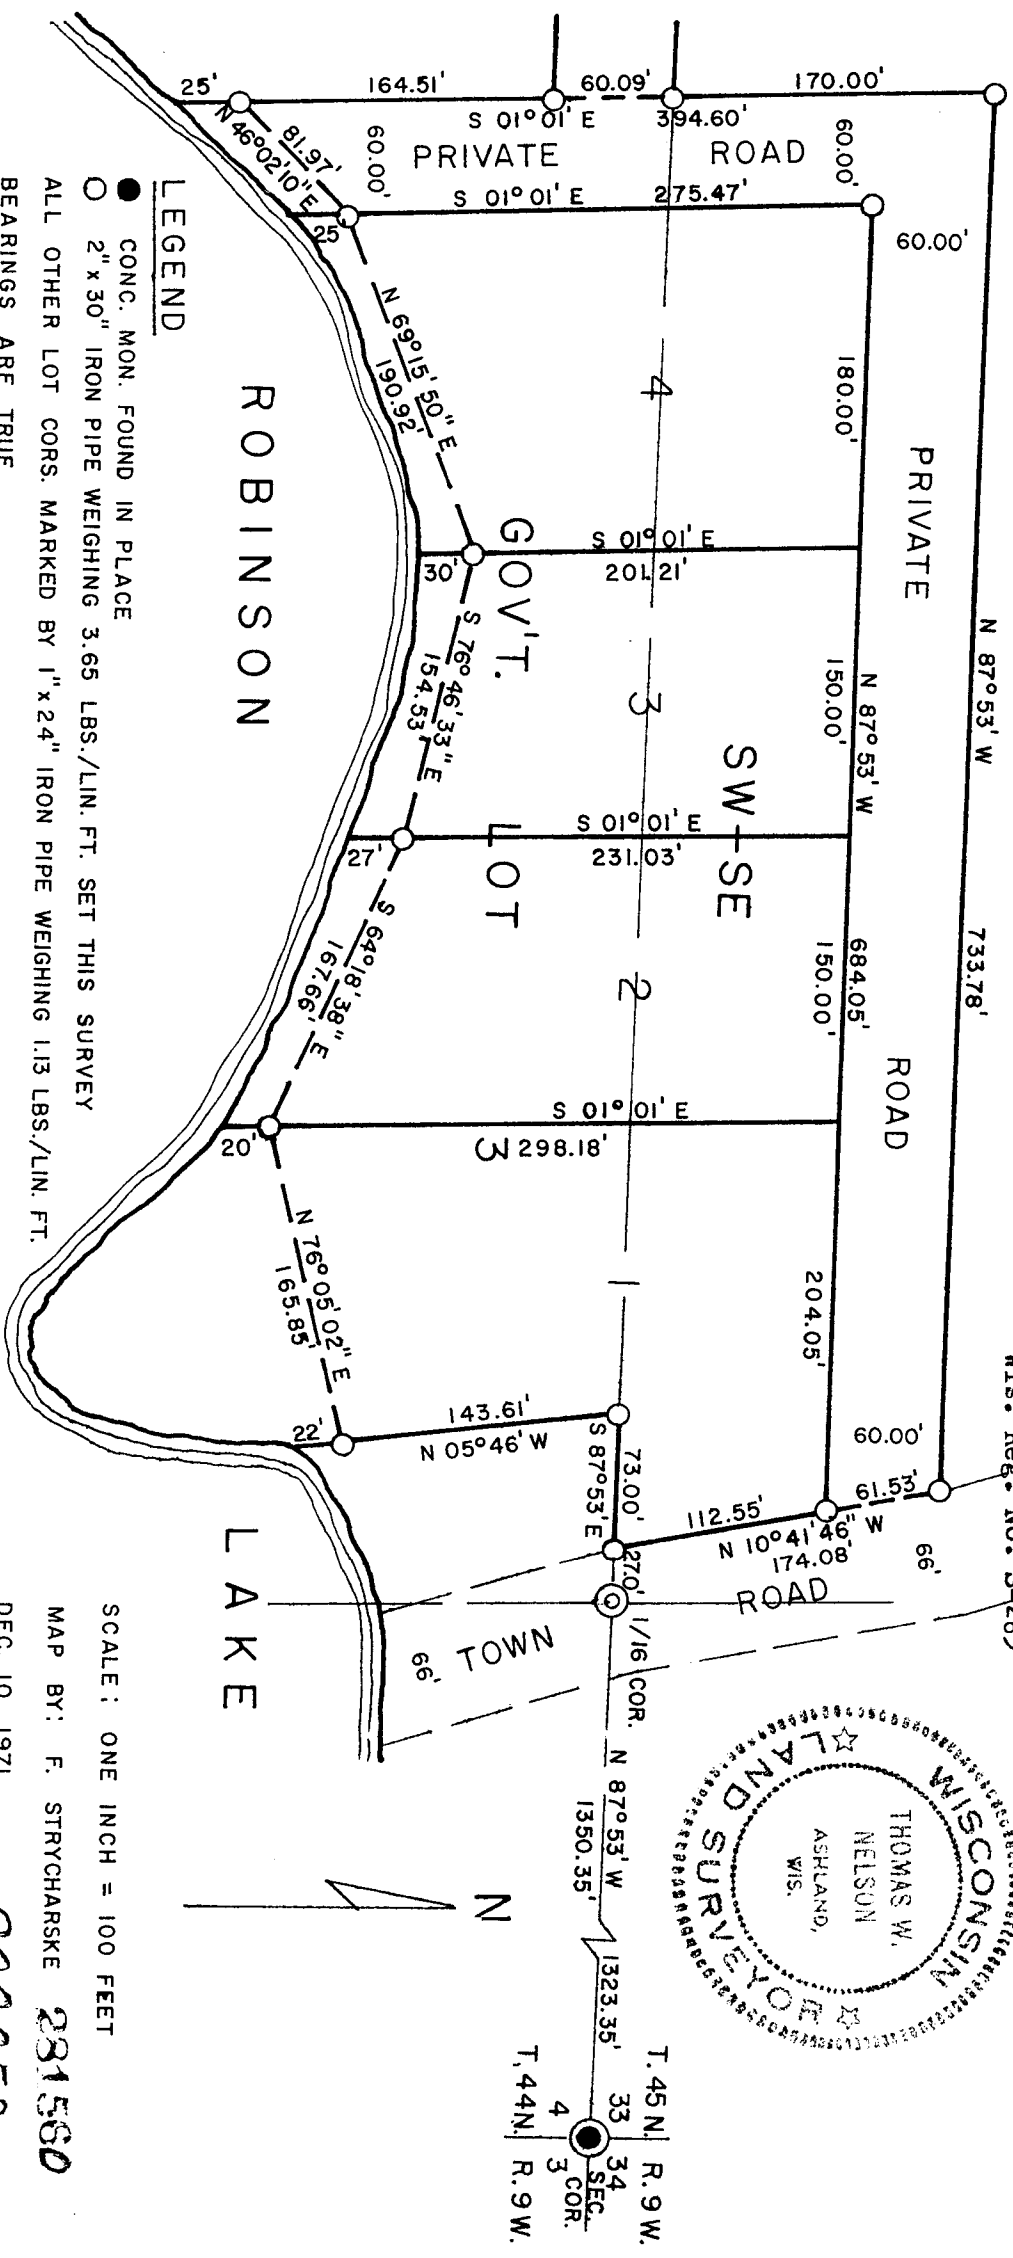 N 87°53' W
733.78'
170.00'
60.09'
164.51'
25'
S 01°01' E
394.60'
PRIVATE ROAD
60.00'
60.00'
60.00'
S 01°01' E
275.47'
81.97'
N 46°02'10" E
25
PRIVATE
ROAD
180.00'
N 87°53' W
684.05'
150.00'
150.00'
204.05'
60.00'
61.53'
N 69°15'50" E
190.92'
4
S 01°01' E
201.21'
30'
GOV'T.
LOT
3
SW-SE
3
S 76°46'33" E
154.53'
S 01°01' E
231.03'
27'
2
S 64°18'38" E
167.66'
S 01°01' E
298.18'
20'
1
N 76°05'02" E
165.85'
143.61'
N 05°46' W
22'
73.00'
S 87°53' E
27.0'
112.55'
N 10°41'46" W
174.08'
66'
TOWN ROAD
66'
1/16 COR.
N 87°53' W
1350.35'
1323.35'
T. 45 N. R. 9 W.
33 34
SEC. COR.
4 3
T. 44 N. R. 9 W.
ROBINSON LAKE
N
WISCONSIN
THOMAS W.
NELSON
ASHLAND,
WIS.
LAND SURVEYOR
LEGEND
CONC. MON. FOUND IN PLACE
2" x 30" IRON PIPE WEIGHING 3.65 LBS./LIN. FT. SET THIS SURVEY
ALL OTHER LOT CORS. MARKED BY 1" x 24" IRON PIPE WEIGHING 1.13 LBS./LIN. FT.
BEARINGS ARE TRUE
SCALE: ONE INCH = 100 FEET
MAP BY: F. STRYCHARSKE
DEC. 10, 1971
281560